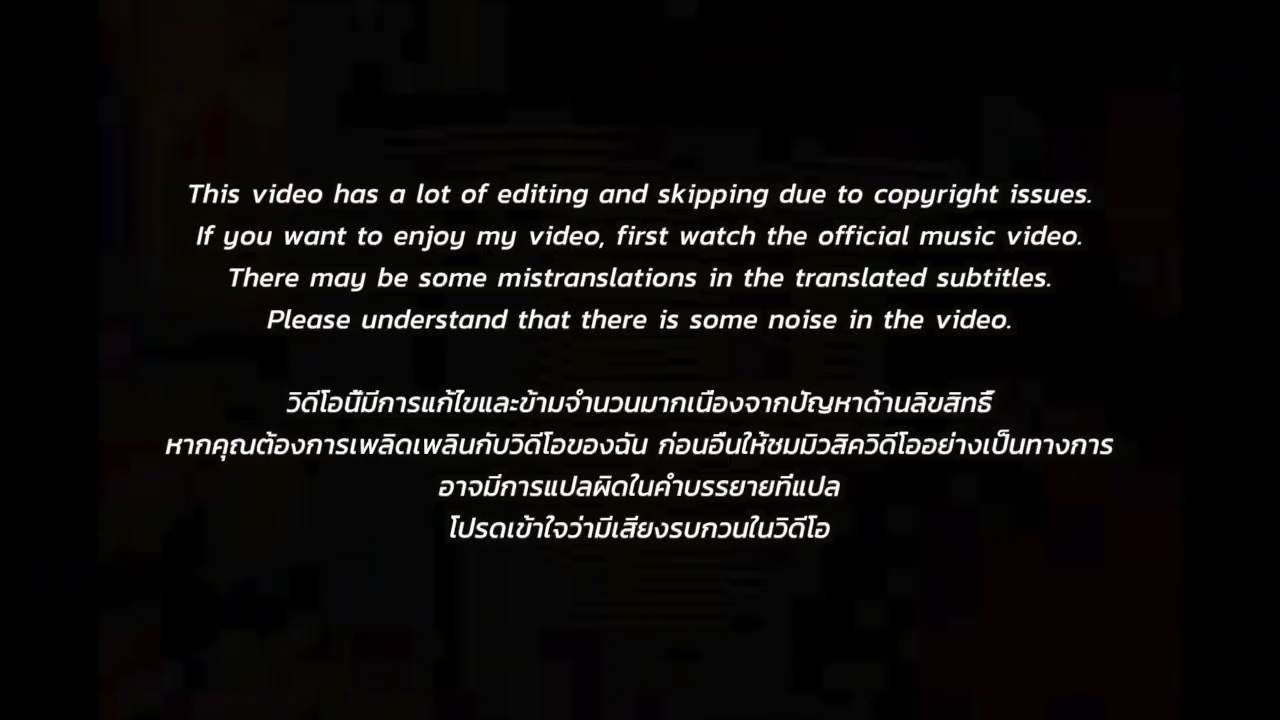 This video has a lot of editing and skipping due to copyright issues.
If you want to enjoy my video, first watch the official music video.
There may be some mistranslations in the translated subtitles.
Please understand that there is some noise in the video.
วิดีโอนี้มีการแก้ไขและข้ามจำนวนมากเนื่องจากปัญหาด้านลิขสิทธิ์
หากคุณต้องการเพลิดเพลินกับวิดีโอของฉัน ก่อนอื่นให้ชมมิวสิควิดีโออย่างเป็นทางการ
อาจมีการแปลผิดในคำบรรยายที่แปล
โปรดเข้าใจว่ามีเสียงรบกวนในวิดีโอ